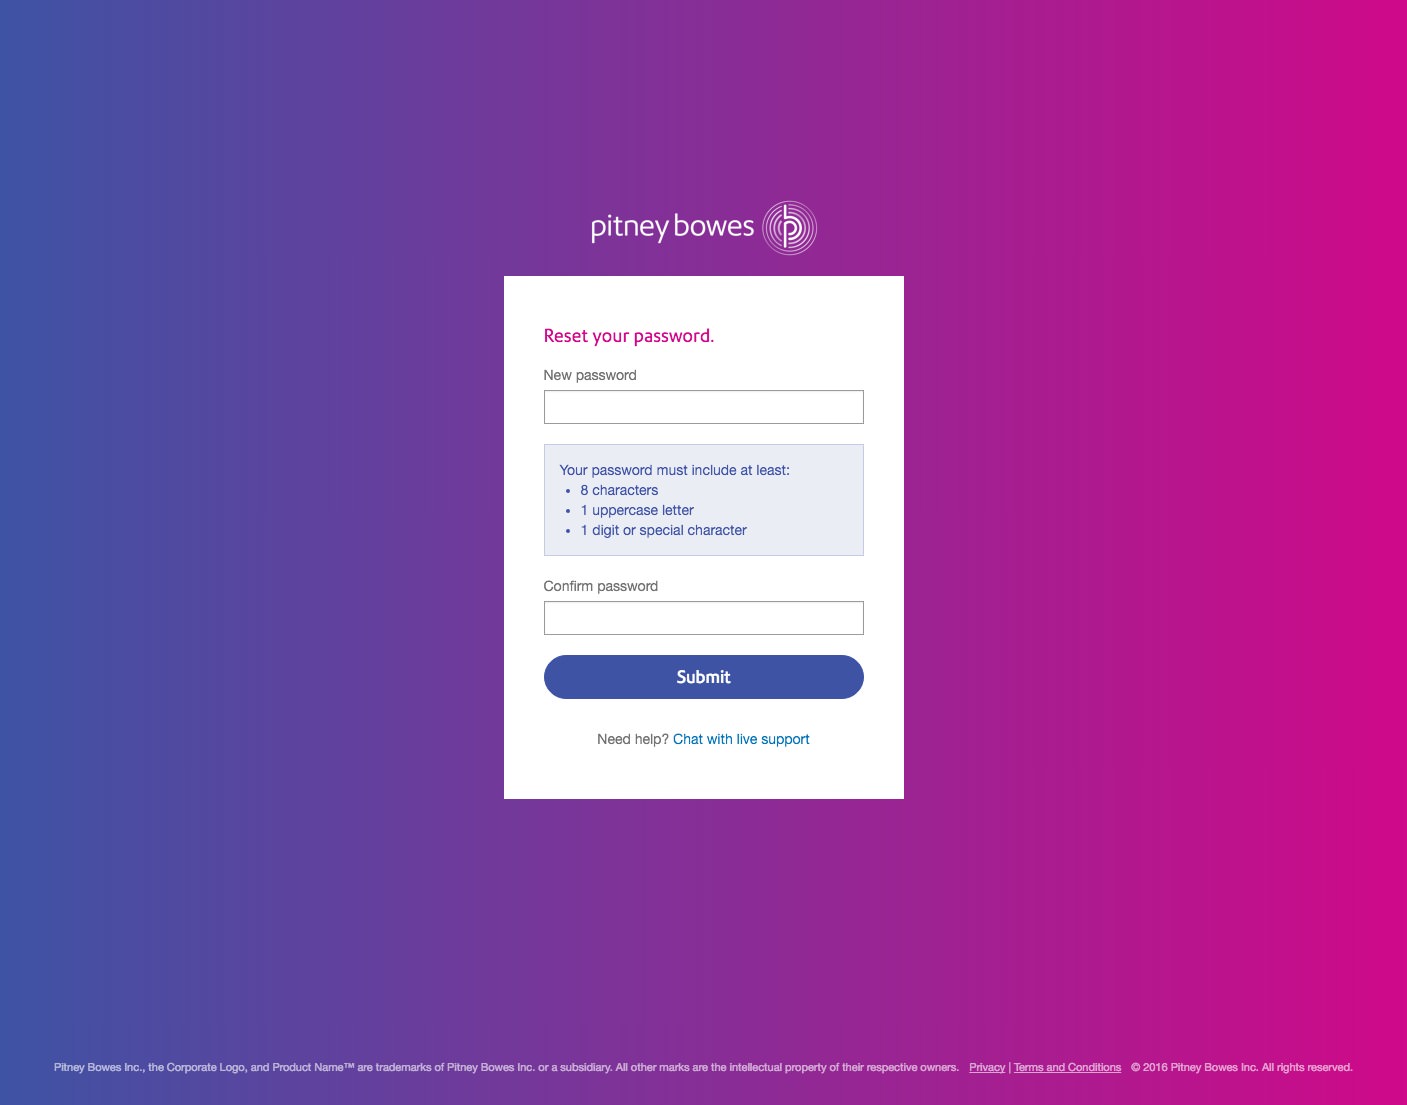 pitney bowes
Reset your password.
New password
Your password must include at least:
• 8 characters
• 1 uppercase letter
• 1 digit or special character
Confirm password
Submit
Need help? Chat with live support
Pitney Bowes Inc., the Corporate Logo, and Product Name™ are trademarks of Pitney Bowes Inc. or a subsidiary. All other marks are the intellectual property of their respective owners. Privacy | Terms and Conditions © 2016 Pitney Bowes Inc. All rights reserved.